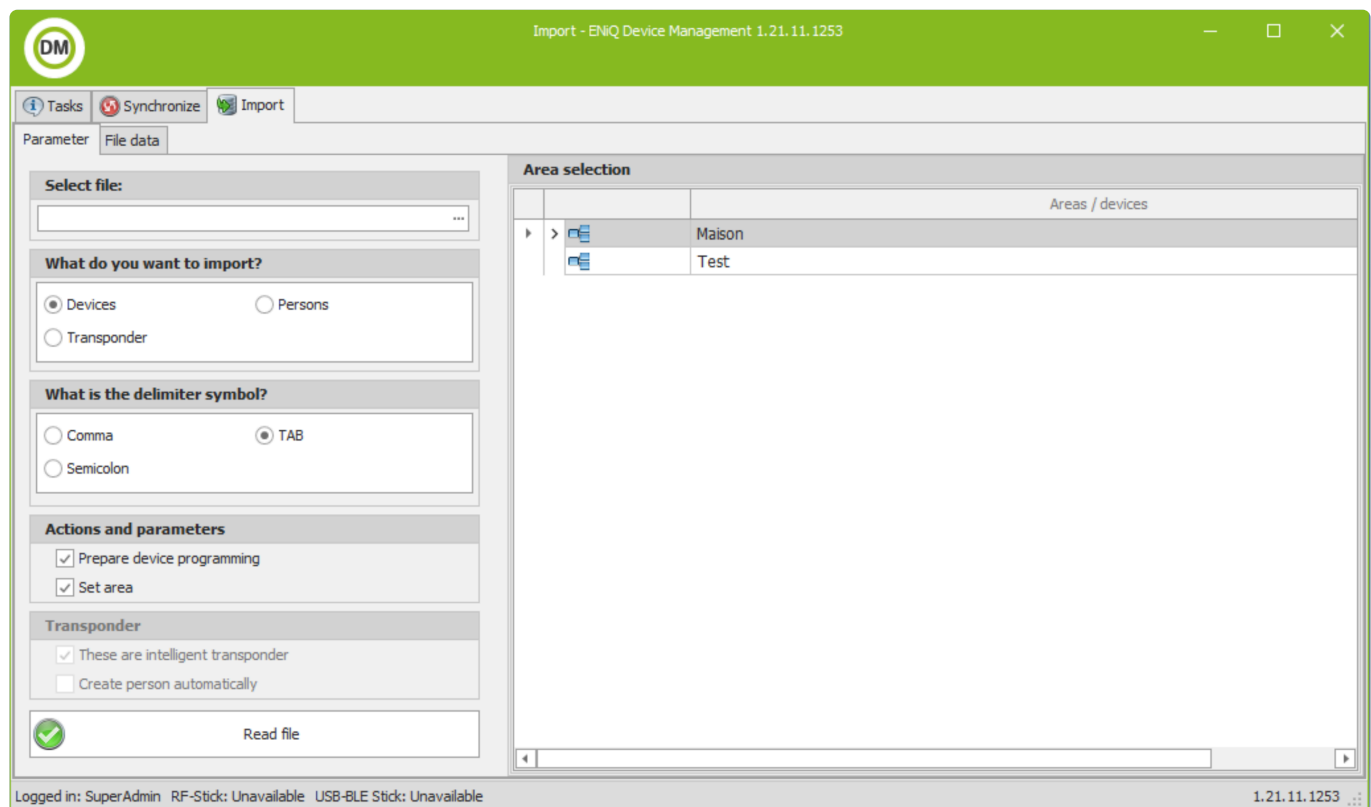 DM
Import - ENiQ Device Management 1.21.11.1253
Tasks
Synchronize
Import
Parameter
File data
Select file:
...
What do you want to import?
Devices
Persons
Transponder
What is the delimiter symbol?
Comma
TAB
Semicolon
Actions and parameters
Prepare device programming
Set area
Transponder
These are intelligent transponder
Create person automatically
Read file
Area selection
Areas / devices
Maison
Test
Logged in: SuperAdmin RF-Stick: Unavailable USB-BLE Stick: Unavailable
1.21.11.1253